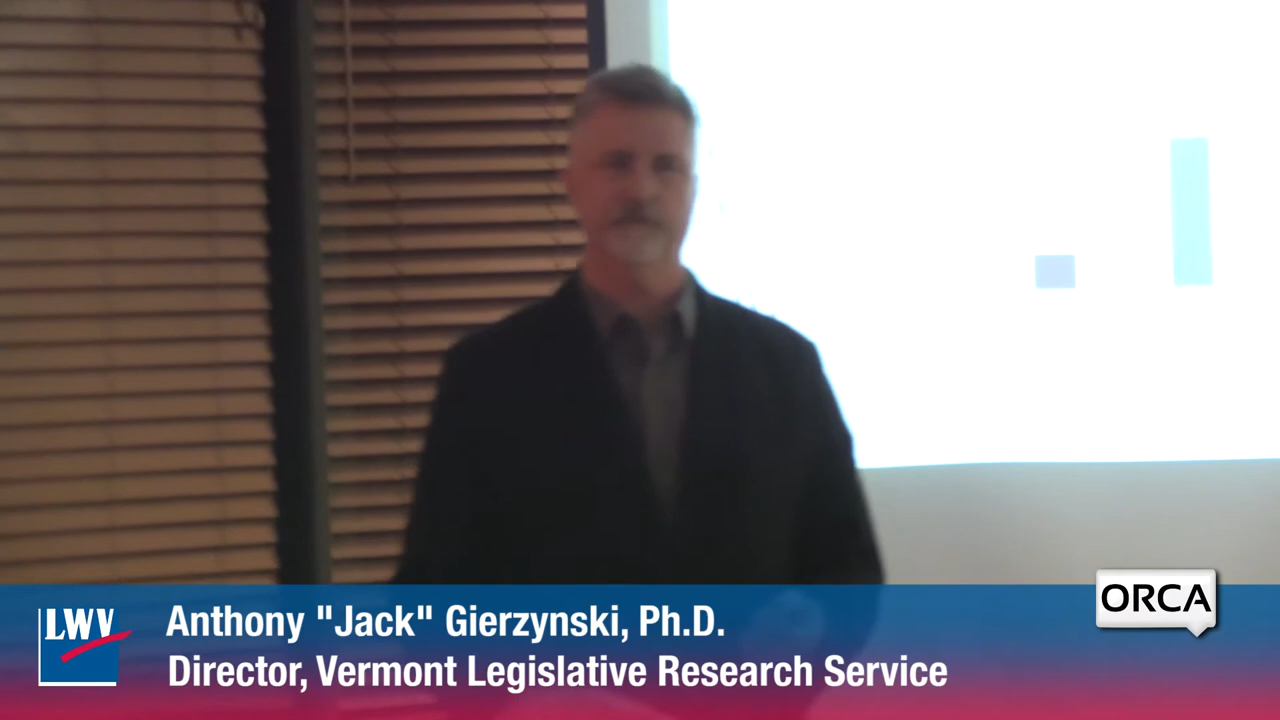 LWV
Anthony "Jack" Gierzynski, Ph.D.
Director, Vermont Legislative Research Service
ORCA